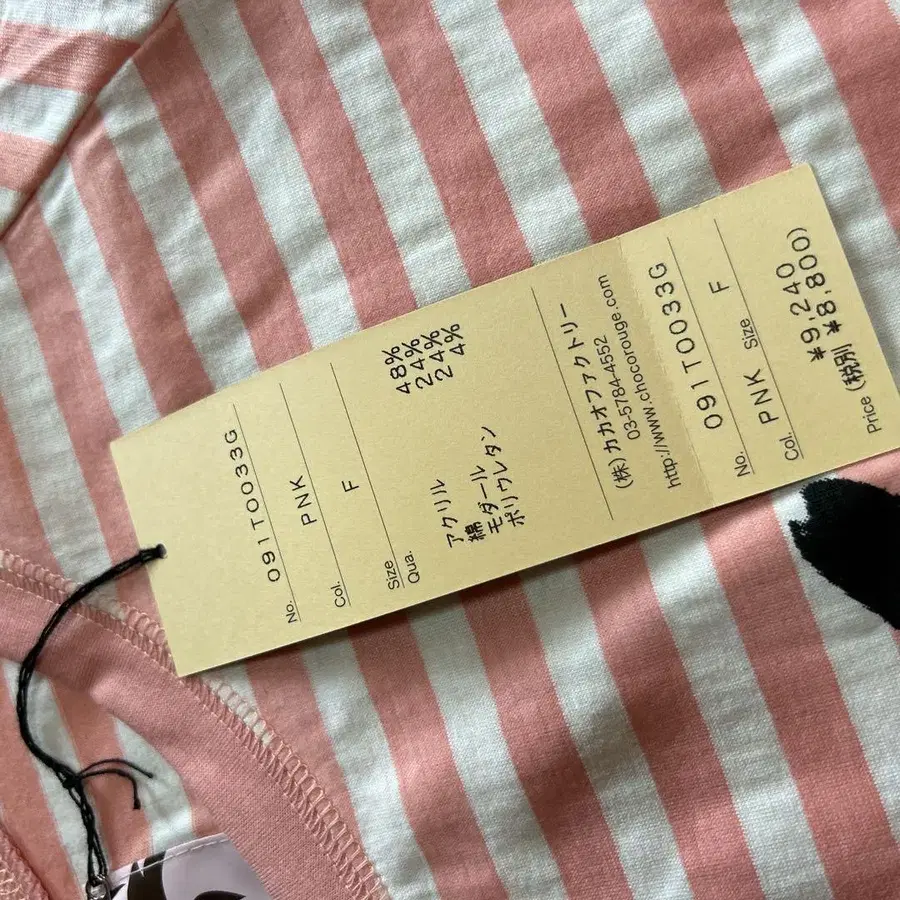 No. 091T0033G
Col. PNK
Size F
Qua.
アクリル 48%
綿 24%
モダール 24%
ポリウレタン 4%
(株)カカオファクトリー
03-5784-4552
http://www.chocorouge.com
No. 091T0033G
Col. PNK Size F
¥9,240
Price (税別 ¥8,800)